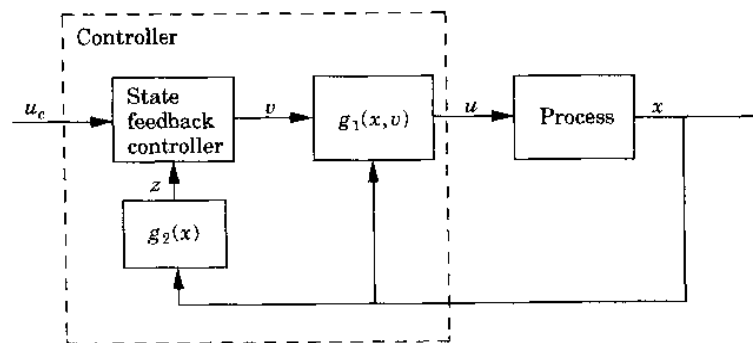 Controller
u_c
State
feedback
controller
v
g_1(x,v)
u
Process
x
z
g_2(x)